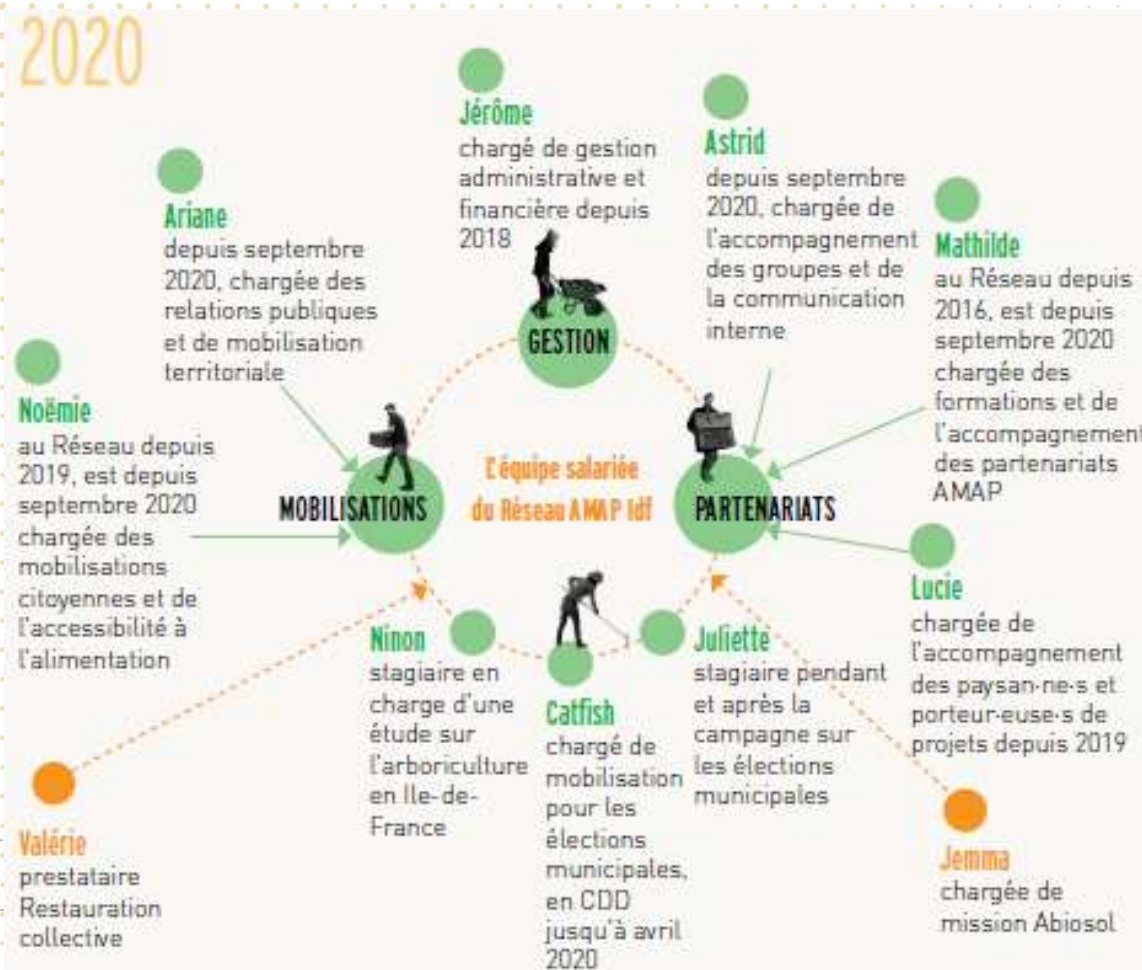 2020
Jérôme
chargé de gestion
administrative et
financière depuis
2018
Astrid
depuis septembre
2020, chargée de
l'accompagnement
des groupes et de
la communication
interne
Ariane
depuis septembre
2020, chargée des
relations publiques
et de mobilisation
territoriale
Mathilde
au Réseau depuis
2016, est depuis
septembre 2020
chargée des
formations et de
l'accompagnement
des partenariats
AMAP
Noëmie
au Réseau depuis
2019, est depuis
septembre 2020
chargée des
mobilisations
citoyennes et de
l'accessibilité à
l'alimentation
GESTION
MOBILISATIONS
L'équipe salariée
du Réseau AMAP Idf
PARTENARIATS
Lucie
chargée de
l'accompagnement
des paysan·ne·s et
porteur·euse·s de
projets depuis 2019
Ninon
stagiaire en
charge d'une
étude sur
l'arboriculture
en Ile-de-
France
Catfish
chargé de
mobilisation
pour les
élections
municipales,
en CDD
jusqu'à avril
2020
Juliette
stagiaire pendant
et après la
campagne sur
les élections
municipales
Valérie
prestataire
Restauration
collective
Jemma
chargée de
mission Abiosol